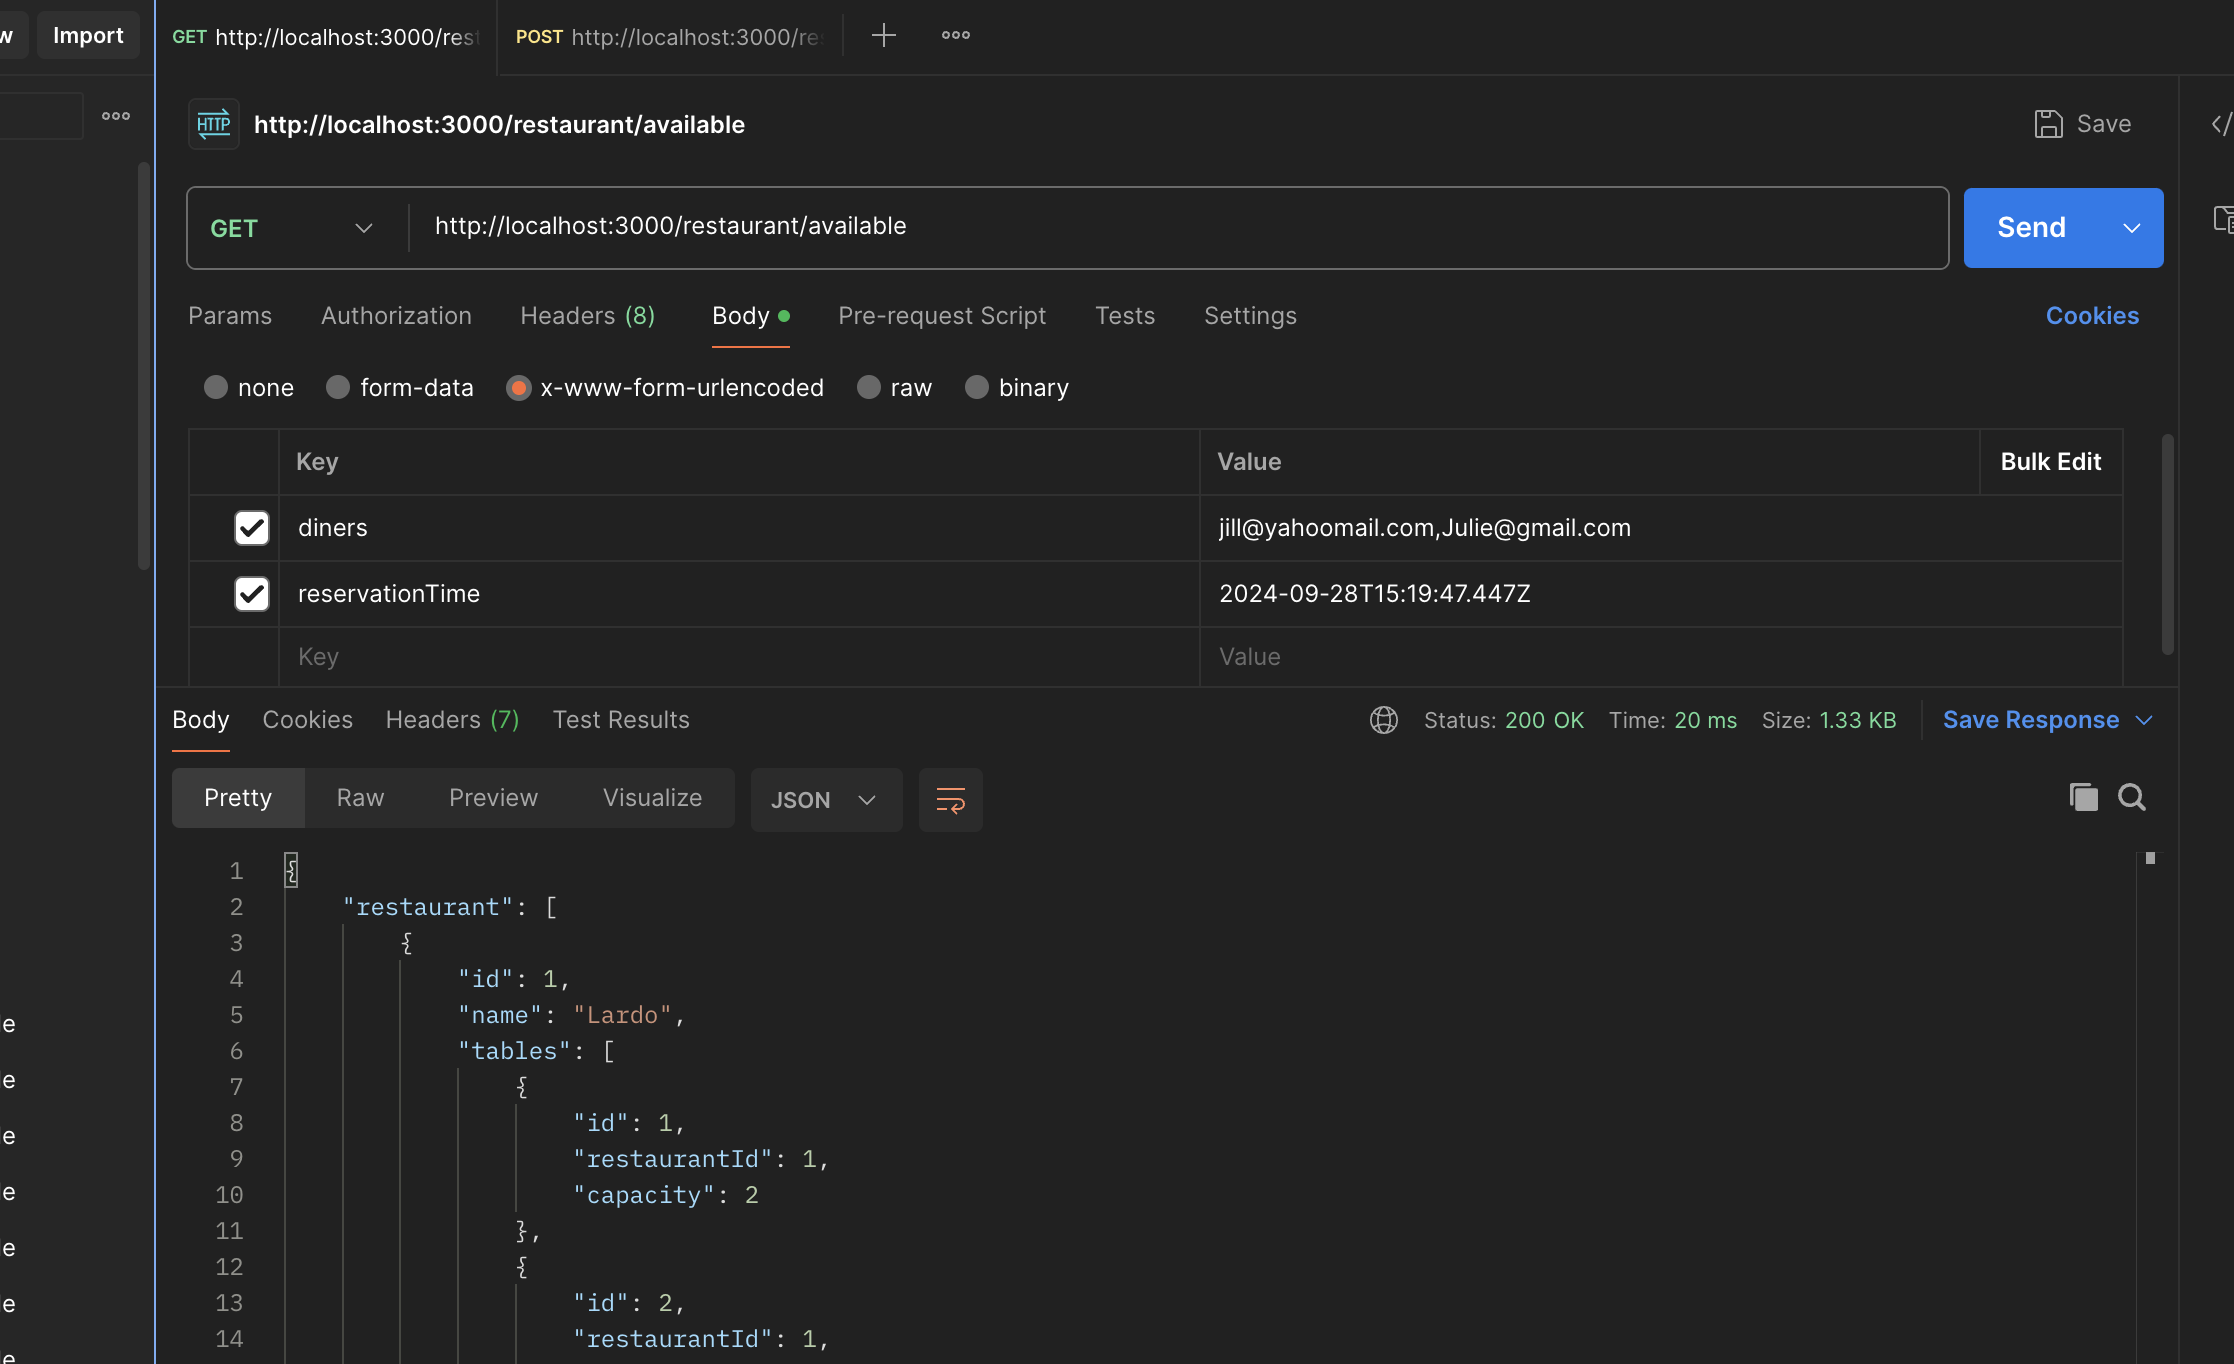 w Import GET http://localhost:3000/rest POST http://localhost:3000/re
HTTP http://localhost:3000/restaurant/available Save
GET http://localhost:3000/restaurant/available Send
Params Authorization Headers (8) Body Pre-request Script Tests Settings Cookies
none form-data x-www-form-urlencoded raw binary
Key Value Bulk Edit
diners jill@yahoomail.com,Julie@gmail.com
reservationTime 2024-09-28T15:19:47.447Z
Key Value
Body Cookies Headers (7) Test Results Status: 200 OK Time: 20 ms Size: 1.33 KB Save Response
Pretty Raw Preview Visualize JSON
1 {
2 "restaurant": [
3 {
4 "id": 1,
5 "name": "Lardo",
6 "tables": [
7 {
8 "id": 1,
9 "restaurantId": 1,
10 "capacity": 2
11 },
12 {
13 "id": 2,
14 "restaurantId": 1,
e
e
e
e
e
e
e